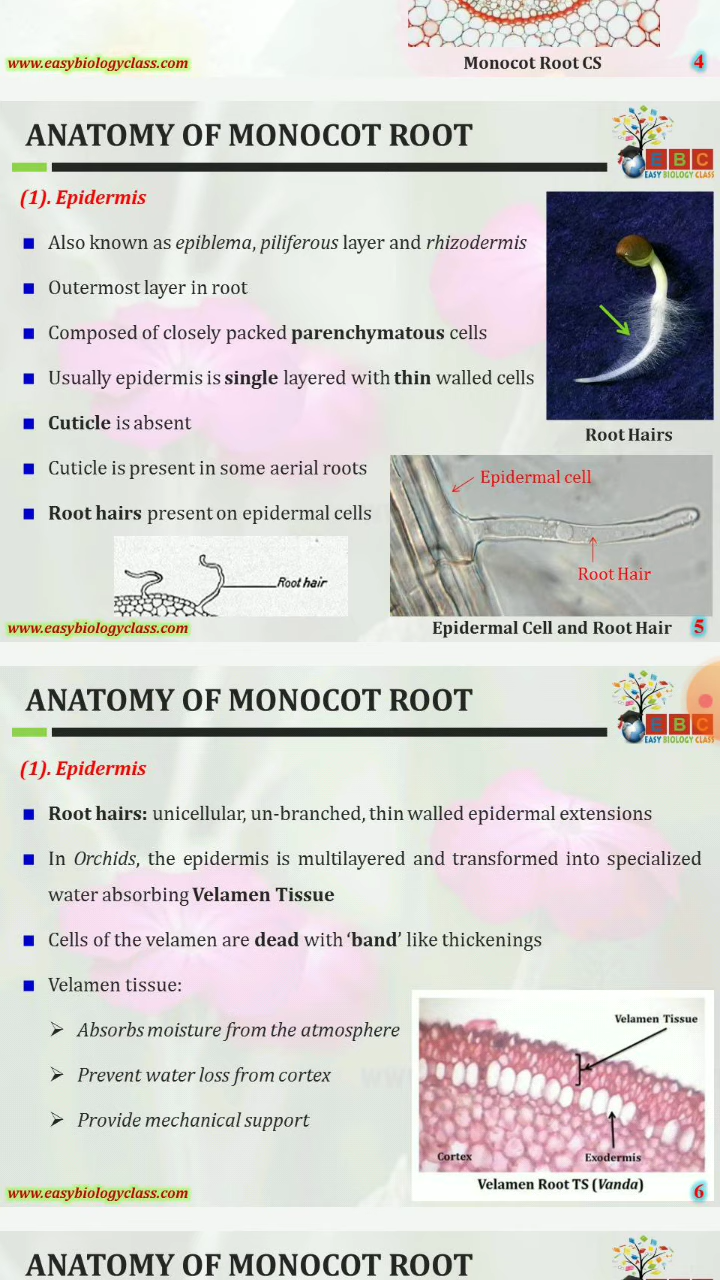 www.easybiologyclass.com
Monocot Root CS
4
ANATOMY OF MONOCOT ROOT
E B C
EASY BIOLOGY CLASS
(1). Epidermis
Also known as epiblema, piliferous layer and rhizodermis
Outermost layer in root
Composed of closely packed parenchymatous cells
Usually epidermis is single layered with thin walled cells
Cuticle is absent
Cuticle is present in some aerial roots
Root hairs present on epidermal cells
Root Hairs
Epidermal cell
Root Hair
Root hair
www.easybiologyclass.com
Epidermal Cell and Root Hair
5
ANATOMY OF MONOCOT ROOT
E B C
EASY BIOLOGY CLASS
(1). Epidermis
Root hairs: unicellular, un-branched, thin walled epidermal extensions
In Orchids, the epidermis is multilayered and transformed into specialized
water absorbing Velamen Tissue
Cells of the velamen are dead with ‘band’ like thickenings
Velamen tissue:
Absorbs moisture from the atmosphere
Prevent water loss from cortex
Provide mechanical support
Velamen Tissue
Cortex
Exodermis
Velamen Root TS (Vanda)
www.easybiologyclass.com
6
ANATOMY OF MONOCOT ROOT